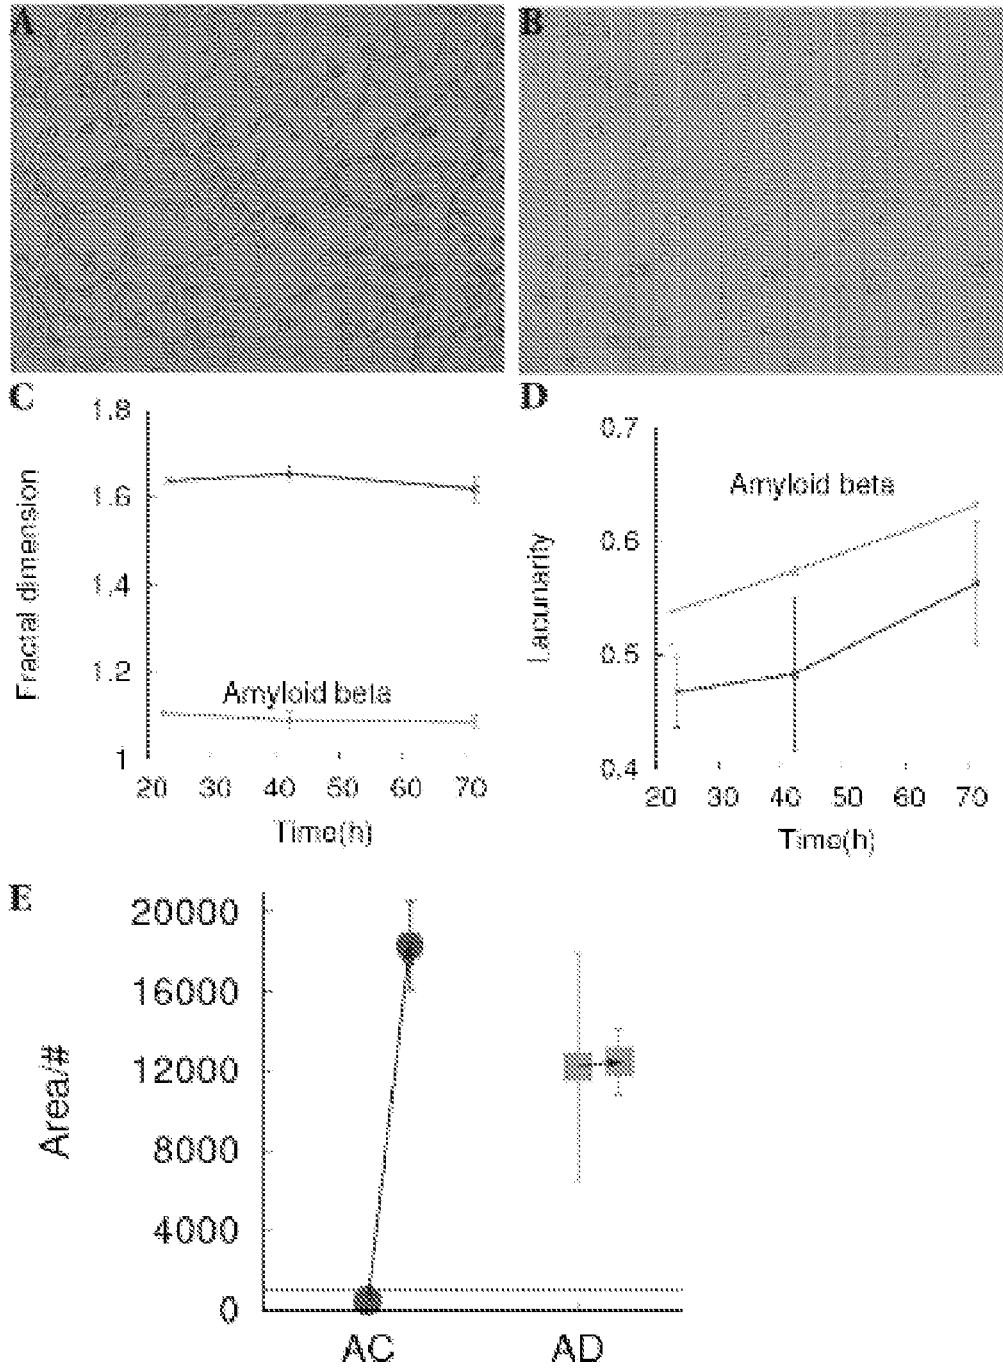 A
B
C
D
1.8
1.6
1.4
1.2
1
Fractal dimension
Amyloid beta
20 30 40 50 60 70
Time(h)
0.7
0.6
0.5
0.4
Lacunarity
Amyloid beta
20 30 40 50 60 70
Time(h)
E
20000
16000
12000
8000
4000
0
Area/#
AC
AD